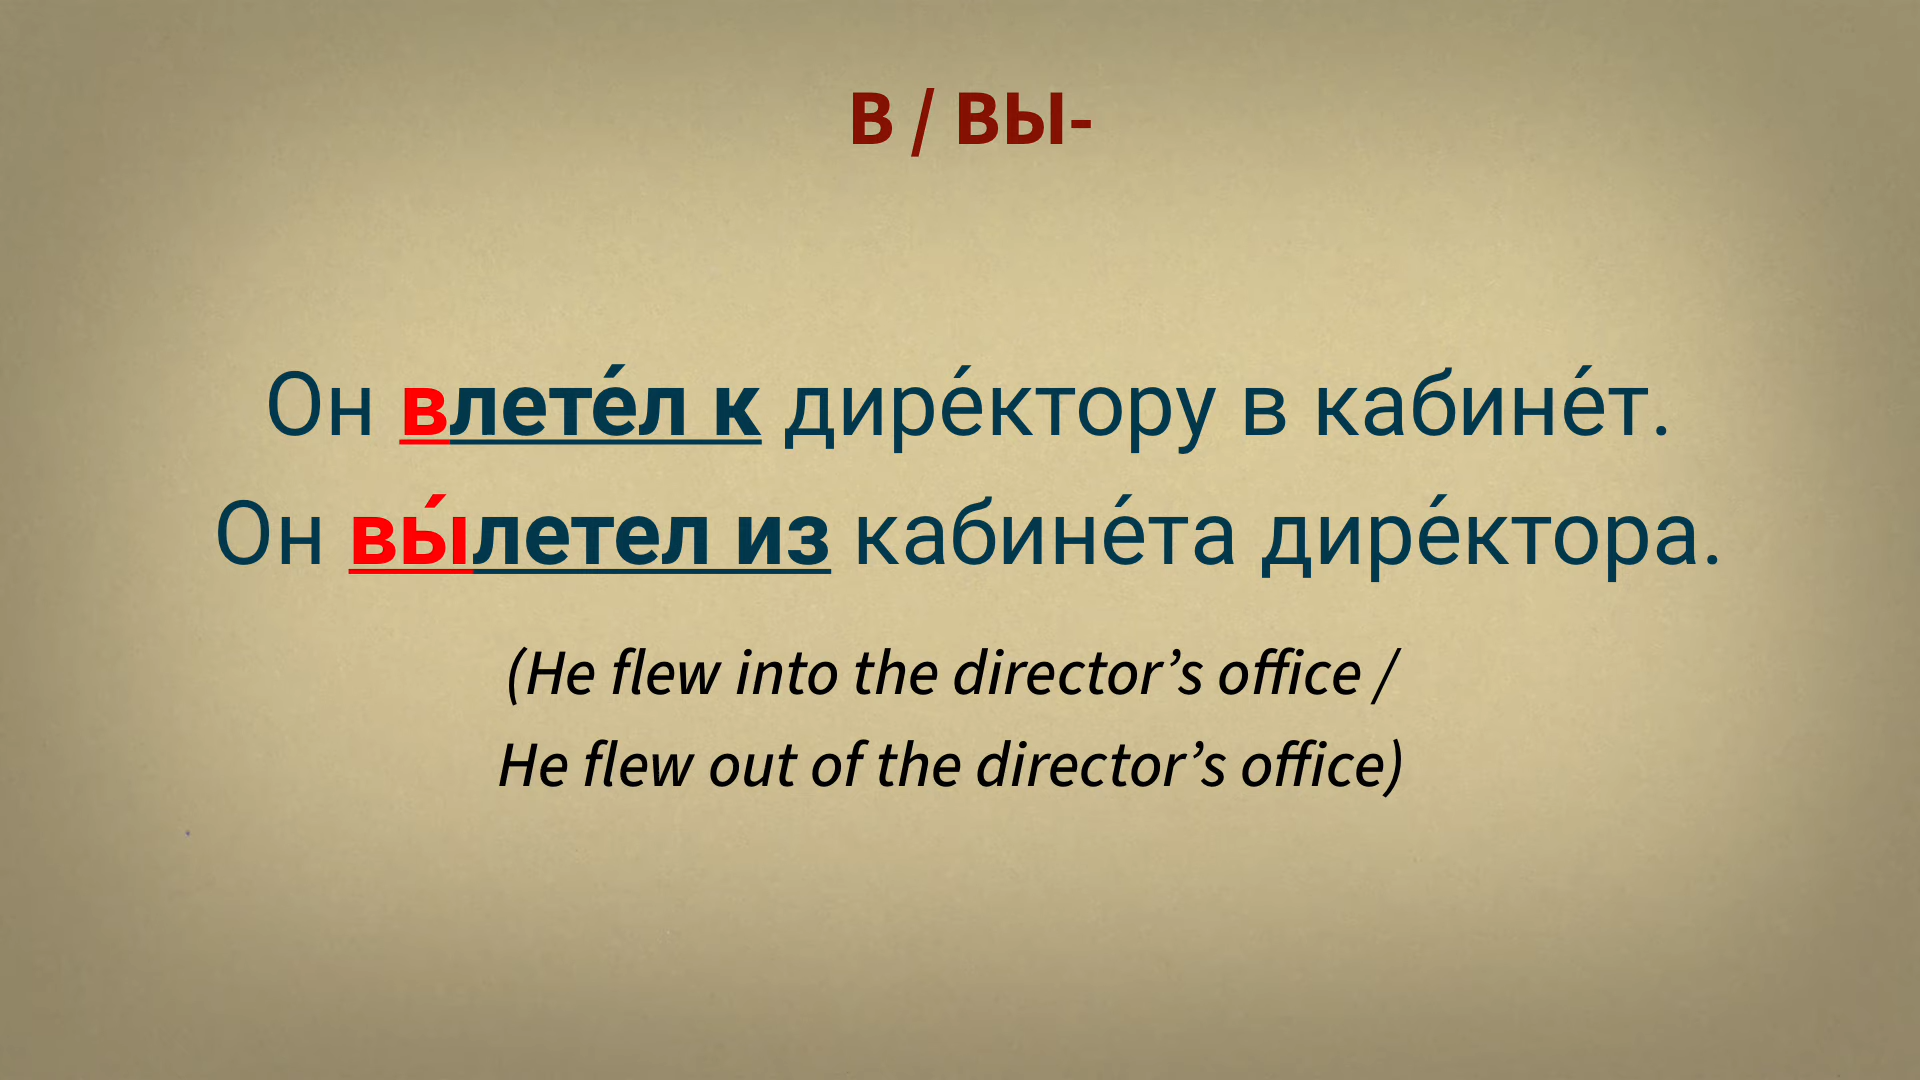 В / ВЫ-
Он влете́л к дире́ктору в кабине́т.
Он вы́летел из кабине́та дире́ктора.
(He flew into the director’s office /
He flew out of the director’s office)